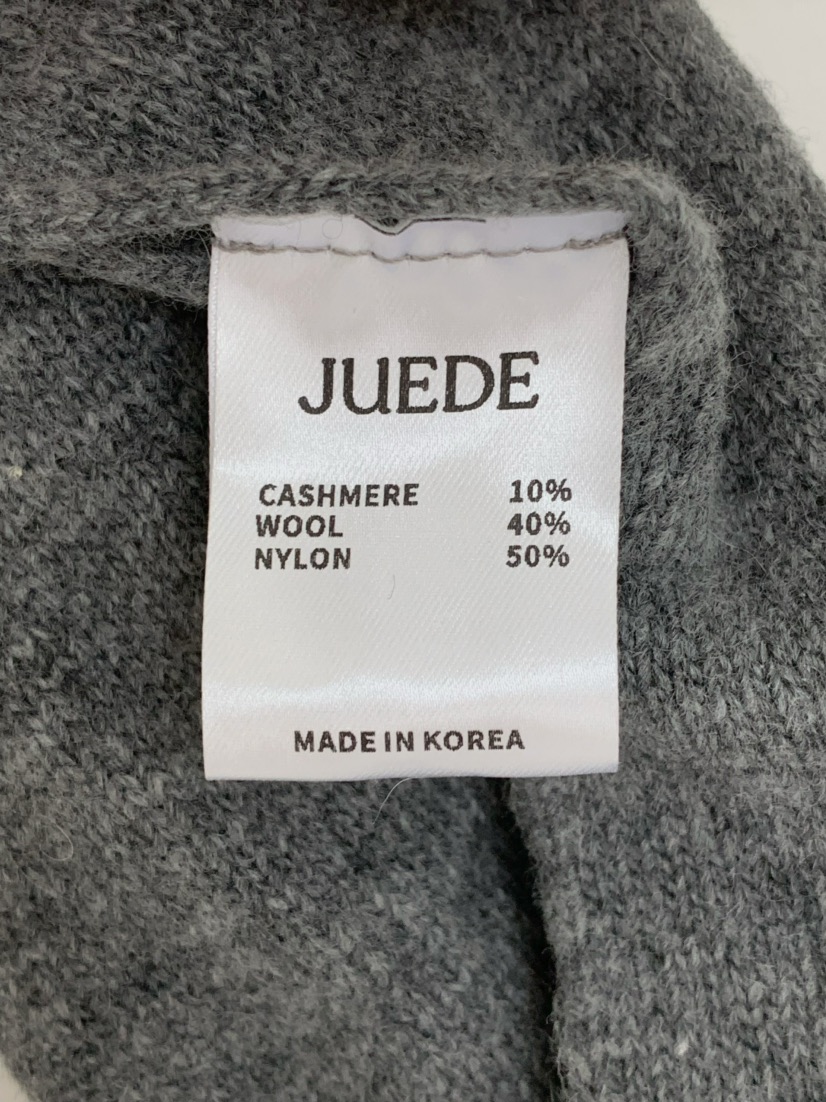 JUEDE
CASHMERE 10%
WOOL 40%
NYLON 50%
MADE IN KOREA